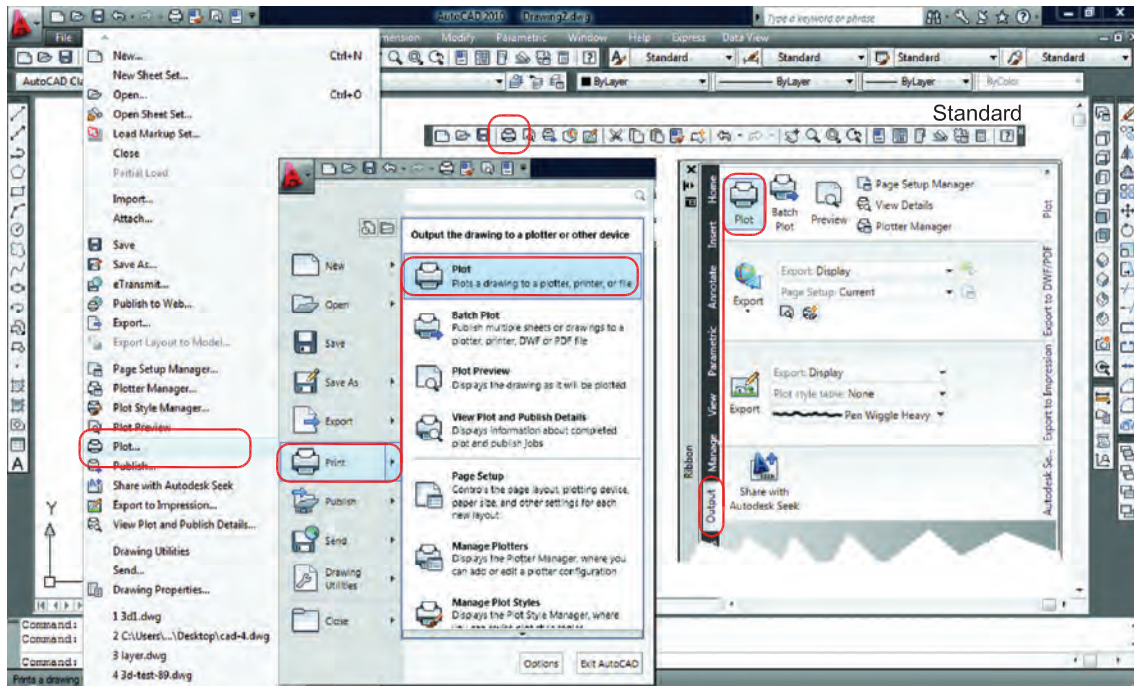 AutoCAD 2010 Drawing2.dwg
Type a keyword or phrase
File
mension Modify Parametric Window Help Express Data View
Standard Standard Standard Standard
AutoCAD Cla
ByLayer ByLayer ByLayer ByColor
New... Ctrl+N
New Sheet Set...
Open... Ctrl+O
Open Sheet Set...
Load Markup Set...
Close
Partial Load
Import...
Attach...
Save
Save As...
eTransmit...
Publish to Web...
Export...
Export Layout to Model...
Page Setup Manager...
Plotter Manager...
Plot Style Manager...
Plot Preview
Plot...
Publish...
Share with Autodesk Seek
Export to Impression...
View Plot and Publish Details...
Drawing Utilities
Send...
Drawing Properties...
1 3d1.dwg
2 C:\Users\...\Desktop\cad-4.dwg
3 layer.dwg
4 3d-test-89.dwg
Standard
Output the drawing to a plotter or other device
New
Open
Save
Save As
Export
Print
Publish
Send
Drawing
Utilities
Close
Plot
Plots a drawing to a plotter, printer, or file
Batch Plot
Publish multiple sheets or drawings to a
plotter, printer, DWF or PDF file
Plot Preview
Displays the drawing as it will be plotted
View Plot and Publish Details
Displays information about completed
plot and publish jobs
Page Setup
Controls the page layout, plotting device,
paper size, and other settings for each
new layout
Manage Plotters
Displays the Plotter Manager, where you
can add or edit a plotter configuration
Manage Plot Styles
Displays the Plot Style Manager, where
Options Exit AutoCAD
Ribbon
Home
Insert
Annotate
Parametric
View
Manage
Output
Plot
Batch
Plot
Preview
Page Setup Manager
View Details
Plotter Manager
Plot
Export
Export: Display
Page Setup: Current
Export to DWF/PDF
Export
Export: Display
Plot style table: None
Pen Wiggle Heavy
Export to Impression
Share with
Autodesk Seek
Autodesk Se...
Y
A
Command:
Command:
Command:
Prints a drawing